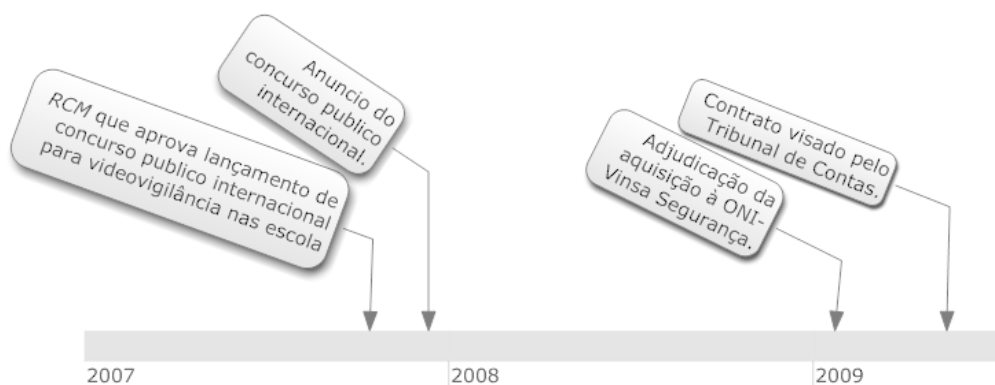 RCM que aprova lançamento de
concurso publico internacional
para videovigilância nas escola
Anuncio do
concurso publico
internacional.
Adjudicação da
aquisição à ONI-
Vinsa Segurança.
Contrato visado pelo
Tribunal de Contas.
2007
2008
2009